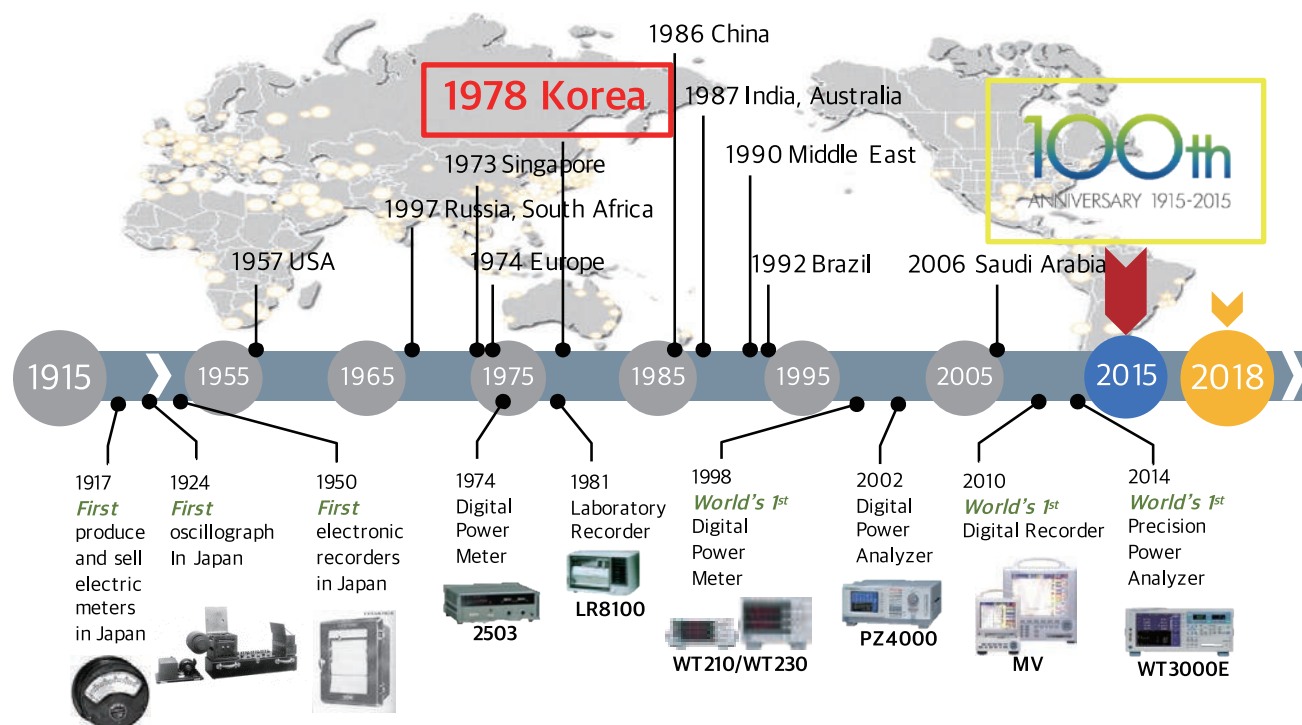 1986 China
1978 Korea
1987 India, Australia
100th
ANNIVERSARY 1915-2015
1990 Middle East
1973 Singapore
1997 Russia, South Africa
1957 USA
1974 Europe
1992 Brazil
2006 Saudi Arabia
1915
1955
1965
1975
1985
1995
2005
2015
2018
1917
First
produce
and sell
electric
meters
in Japan
1924
First
oscillograph
In Japan
1950
First
electronic
recorders
in Japan
1974
Digital
Power
Meter
2503
1981
Laboratory
Recorder
LR8100
1998
World's 1st
Digital
Power
Meter
WT210/WT230
2002
Digital
Power
Analyzer
PZ4000
2010
World's 1st
Digital Recorder
MV
2014
World's 1st
Precision
Power
Analyzer
WT3000E